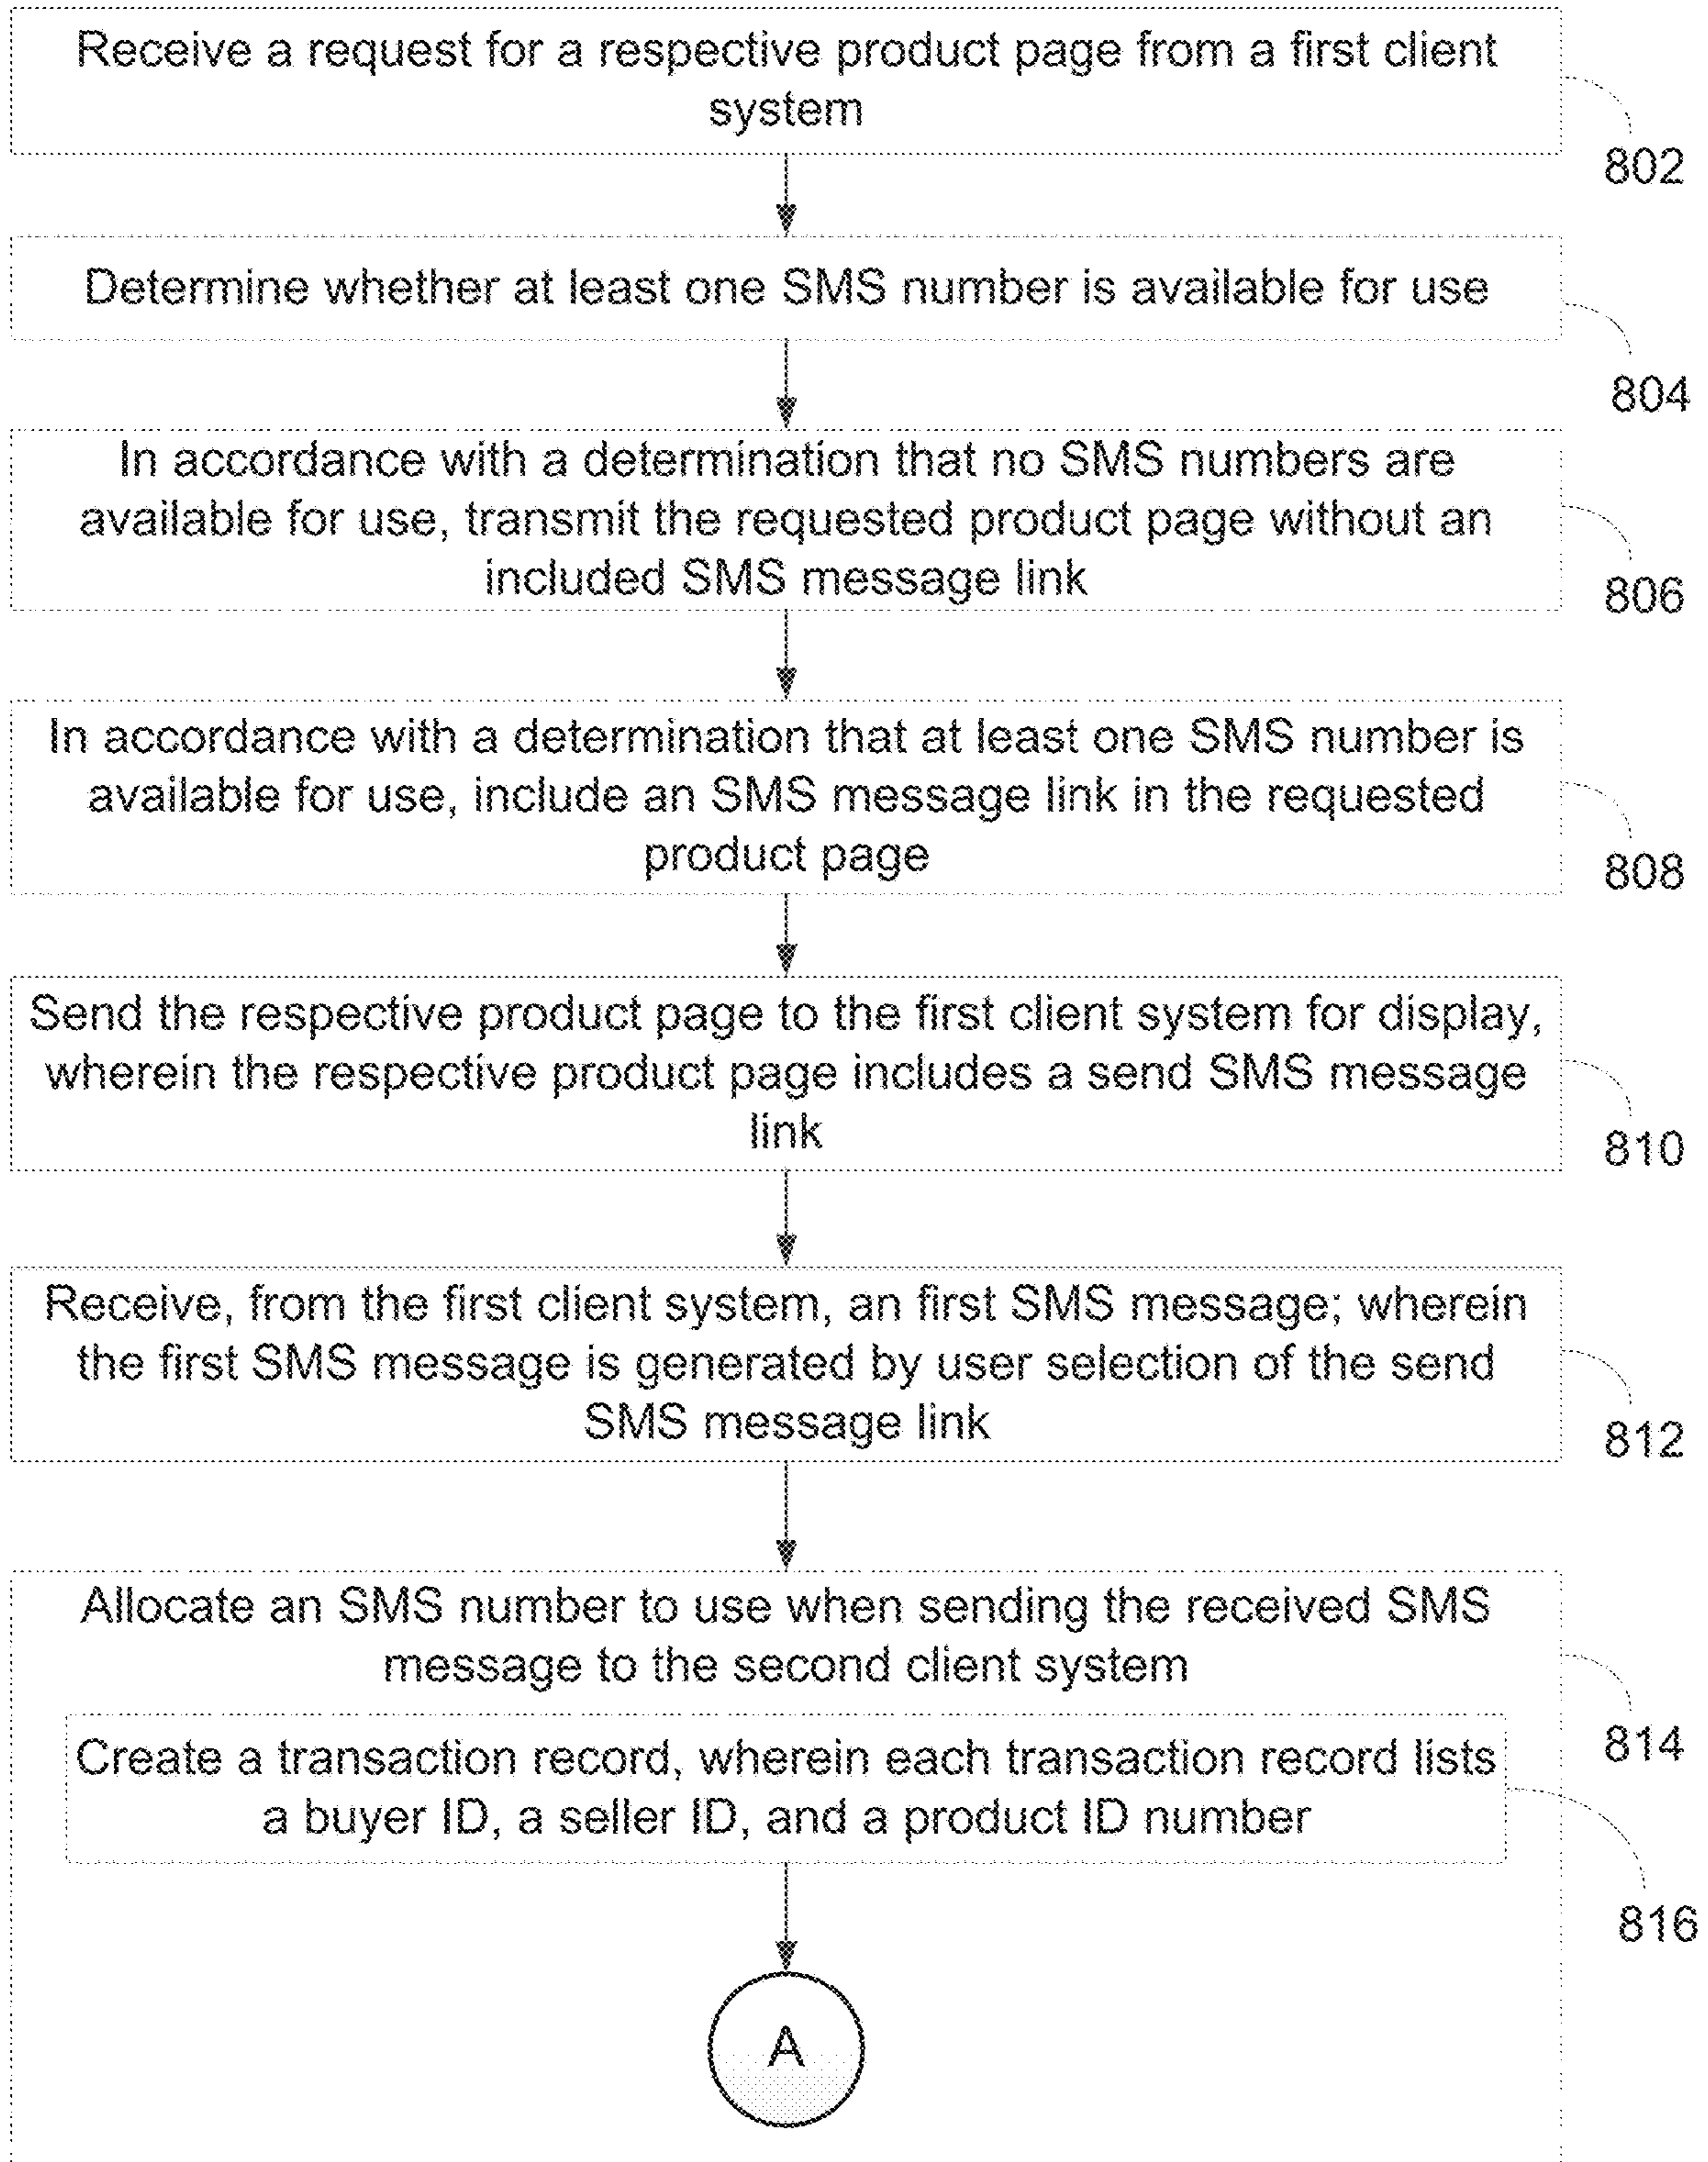 Receive a request for a respective product page from a first client
system
802
Determine whether at least one SMS number is available for use
804
In accordance with a determination that no SMS numbers are
available for use, transmit the requested product page without an
included SMS message link
806
In accordance with a determination that at least one SMS number is
available for use, include an SMS message link in the requested
product page
808
Send the respective product page to the first client system for display,
wherein the respective product page includes a send SMS message
link
810
Receive, from the first client system, an first SMS message; wherein
the first SMS message is generated by user selection of the send
SMS message link
812
Allocate an SMS number to use when sending the received SMS
message to the second client system
814
Create a transaction record, wherein each transaction record lists
a buyer ID, a seller ID, and a product ID number
816
A